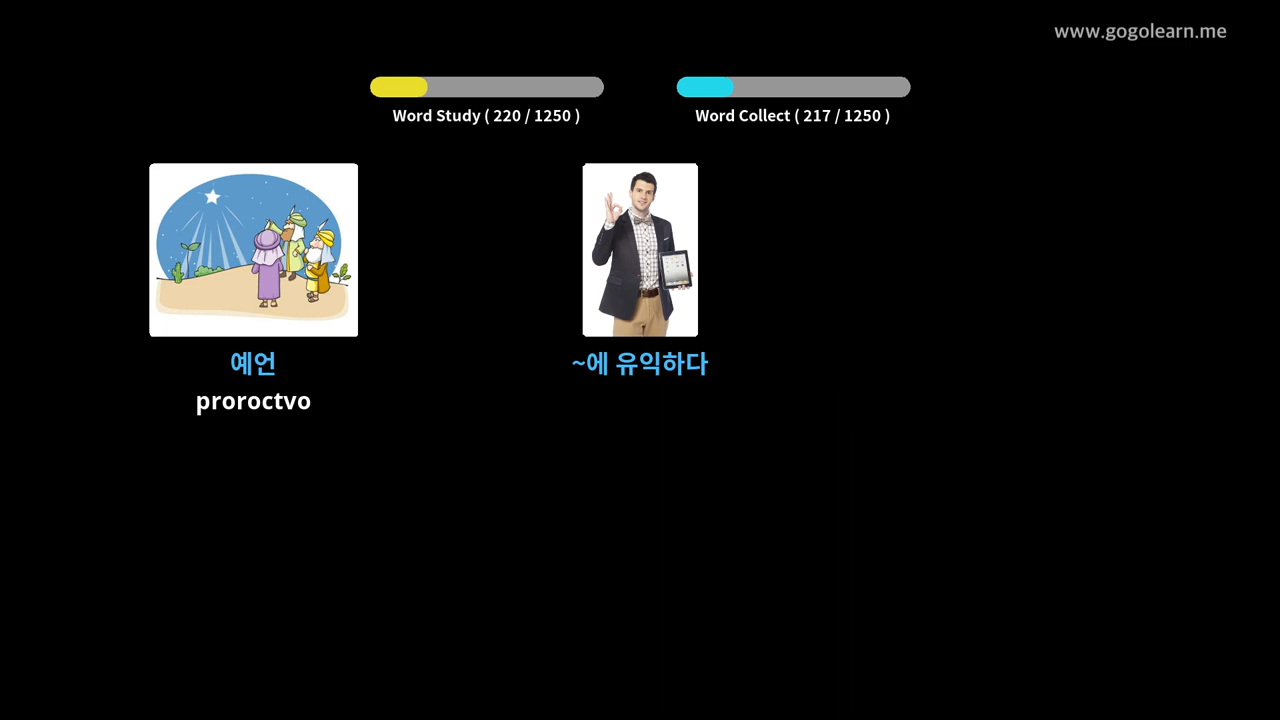 www.gogolearn.me
Word Study ( 220 / 1250 )
Word Collect ( 217 / 1250 )
예언
proroctvo
~에 유익하다